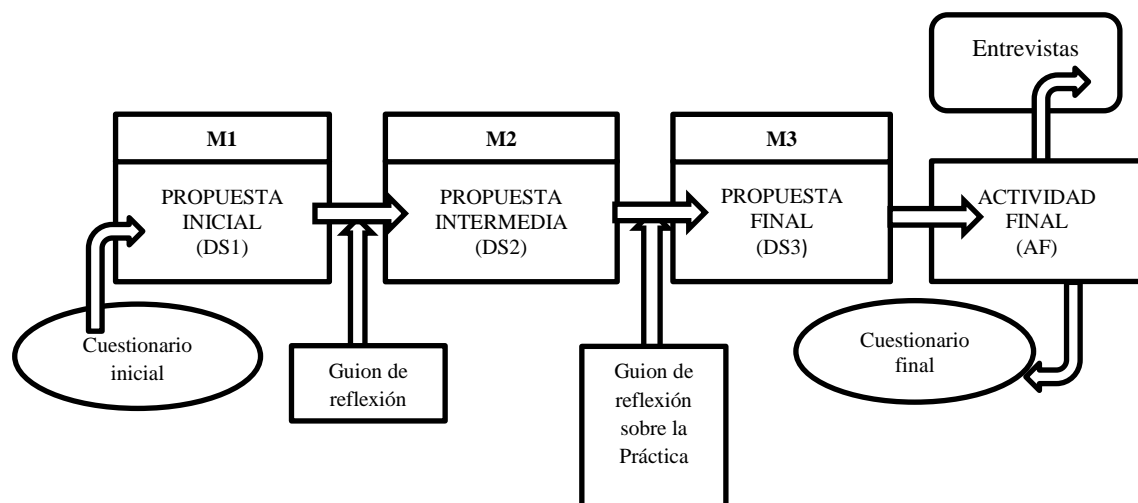 Entrevistas
M1
M2
M3
PROPUESTA
INICIAL
(DS1)
PROPUESTA
INTERMEDIA
(DS2)
PROPUESTA
FINAL
(DS3)
ACTIVIDAD
FINAL
(AF)
Cuestionario
inicial
Guion de
reflexión
Guion de
reflexión
sobre la
Práctica
Cuestionario
final